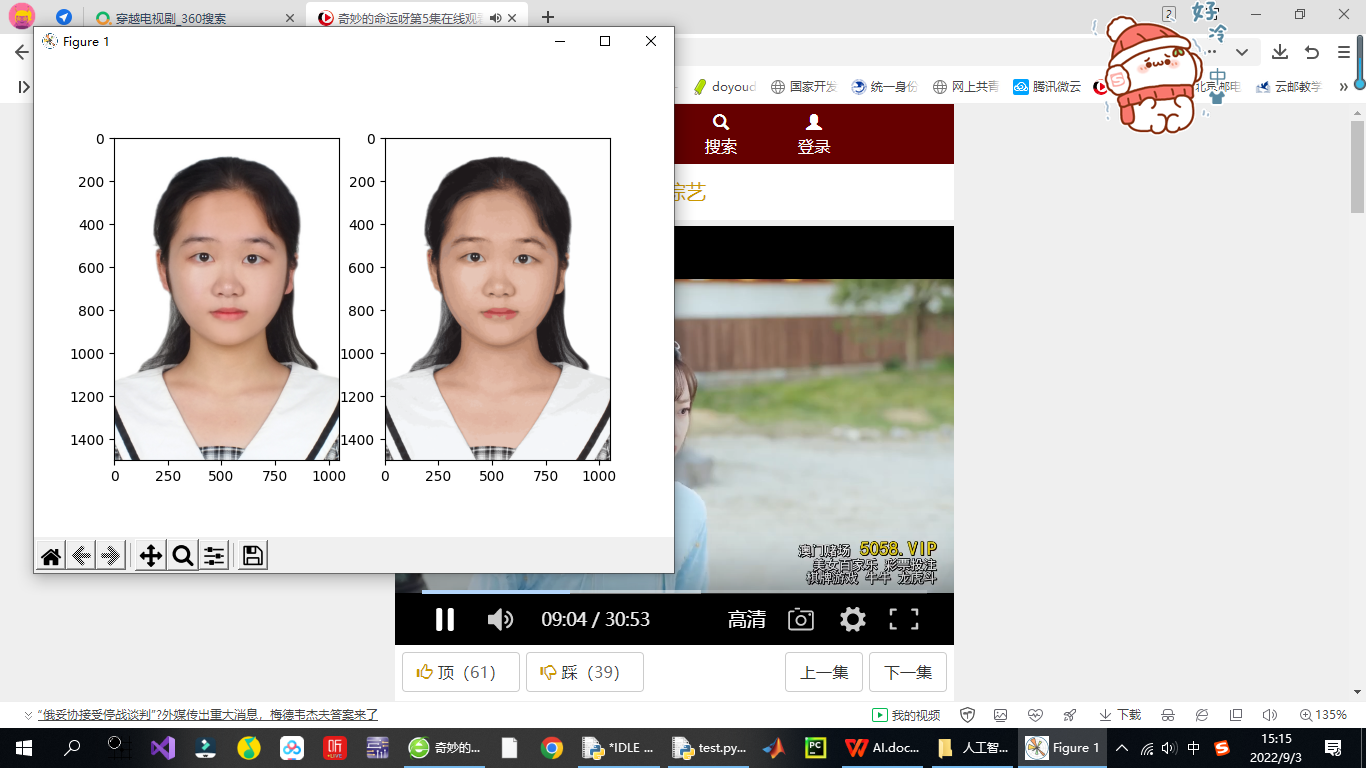 穿越电视剧_360搜索
奇妙的命运呀第5集在线观
Figure 1
好冷
中
doyoud
国家开发
统一身份
网上共青
腾讯微云
北京邮电
云邮教学
搜索
登录
综艺
0
200
400
600
800
1000
1200
1400
0
250
500
750
1000
0
200
400
600
800
1000
1200
1400
0
250
500
750
1000
澳门赌场 5058.VIP
美女百家乐 彩票投注
棋牌游戏 牛牛 龙虎斗
09:04 / 30:53
高清
顶（61）
踩（39）
上一集
下一集
“俄妥协接受停战谈判”?外媒传出重大消息，梅德韦杰夫答案来了
我的视频
下载
135%
听
LIVE
奇妙的...
*IDLE ...
test.py...
PC
AI.doc...
人工智...
Figure 1
中
15:15
2022/9/3